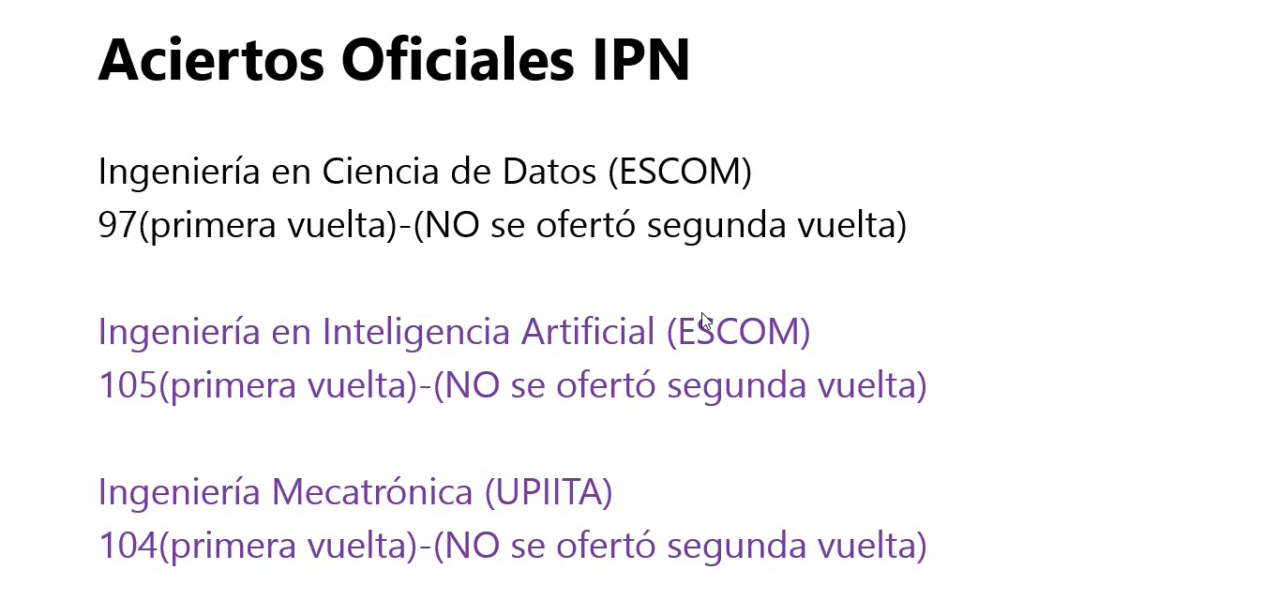 Aciertos Oficiales IPN
Ingeniería en Ciencia de Datos (ESCOM)
97(primera vuelta)-(NO se ofertó segunda vuelta)
Ingeniería en Inteligencia Artificial (ESCOM)
105(primera vuelta)-(NO se ofertó segunda vuelta)
Ingeniería Mecatrónica (UPIITA)
104(primera vuelta)-(NO se ofertó segunda vuelta)